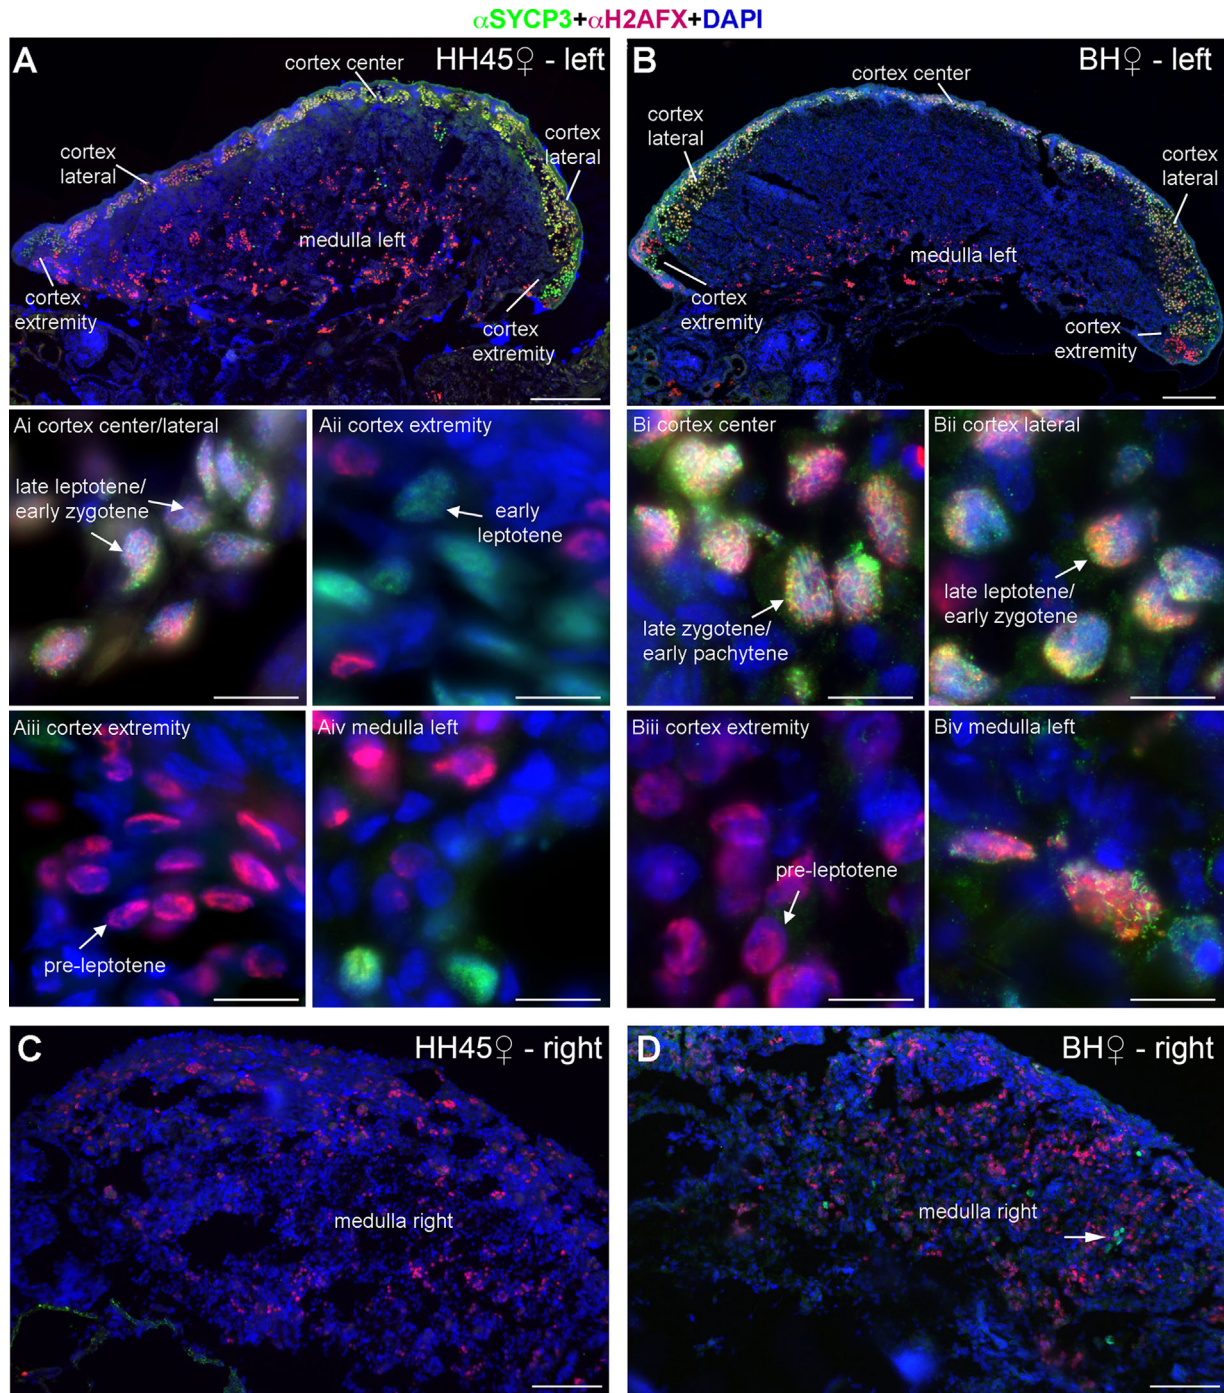 αSYCP3+αH2AFX+DAPI
A
HH45♀ - left
cortex center
cortex
lateral
cortex
lateral
medulla left
cortex
extremity
cortex
extremity
B
BH♀ - left
cortex center
cortex
lateral
cortex
lateral
medulla left
cortex
extremity
cortex
extremity
Ai cortex center/lateral
late leptotene/
early zygotene
Aii cortex extremity
early
leptotene
Bi cortex center
late zygotene/
early pachytene
Bii cortex lateral
late leptotene/
early zygotene
Aiii cortex extremity
pre-leptotene
Aiv medulla left
Biii cortex extremity
pre-leptotene
Biv medulla left
C
HH45♀ - right
medulla right
D
BH♀ - right
medulla right